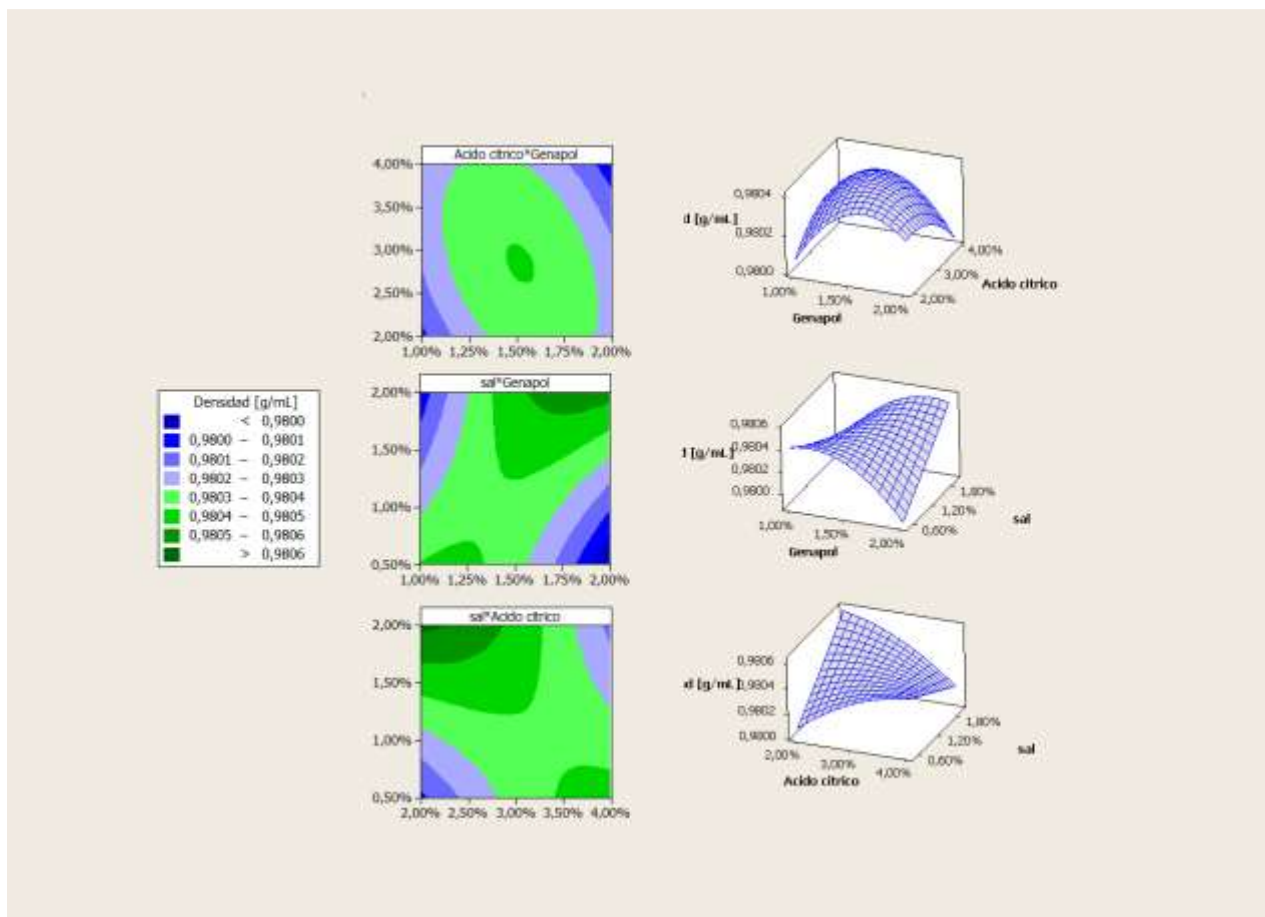 Acido citrico*Genapol
4,00%
3,50%
3,00%
2,50%
2,00%
1,00% 1,25% 1,50% 1,75% 2,00%
0,9804
0,9802
0,9800
d [g/mL]
1,00%
1,50%
2,00%
Genapol
2,00%
3,00%
4,00%
Acido citrico
Densidad [g/mL]
< 0,9800
0,9800 – 0,9801
0,9801 – 0,9802
0,9802 – 0,9803
0,9803 – 0,9804
0,9804 – 0,9805
0,9805 – 0,9806
> 0,9806
sal*Genapol
2,00%
1,50%
1,00%
0,50%
1,00% 1,25% 1,50% 1,75% 2,00%
0,9806
0,9804
0,9802
0,9800
[g/mL]
1,00%
1,50%
2,00%
Genapol
0,60%
1,20%
1,80%
sal
sal*Acido citrico
2,00%
1,50%
1,00%
0,50%
2,00% 2,50% 3,00% 3,50% 4,00%
0,9806
0,9804
0,9802
0,9800
ad [g/mL]
2,00%
3,00%
4,00%
Acido citrico
0,60%
1,20%
1,80%
sal